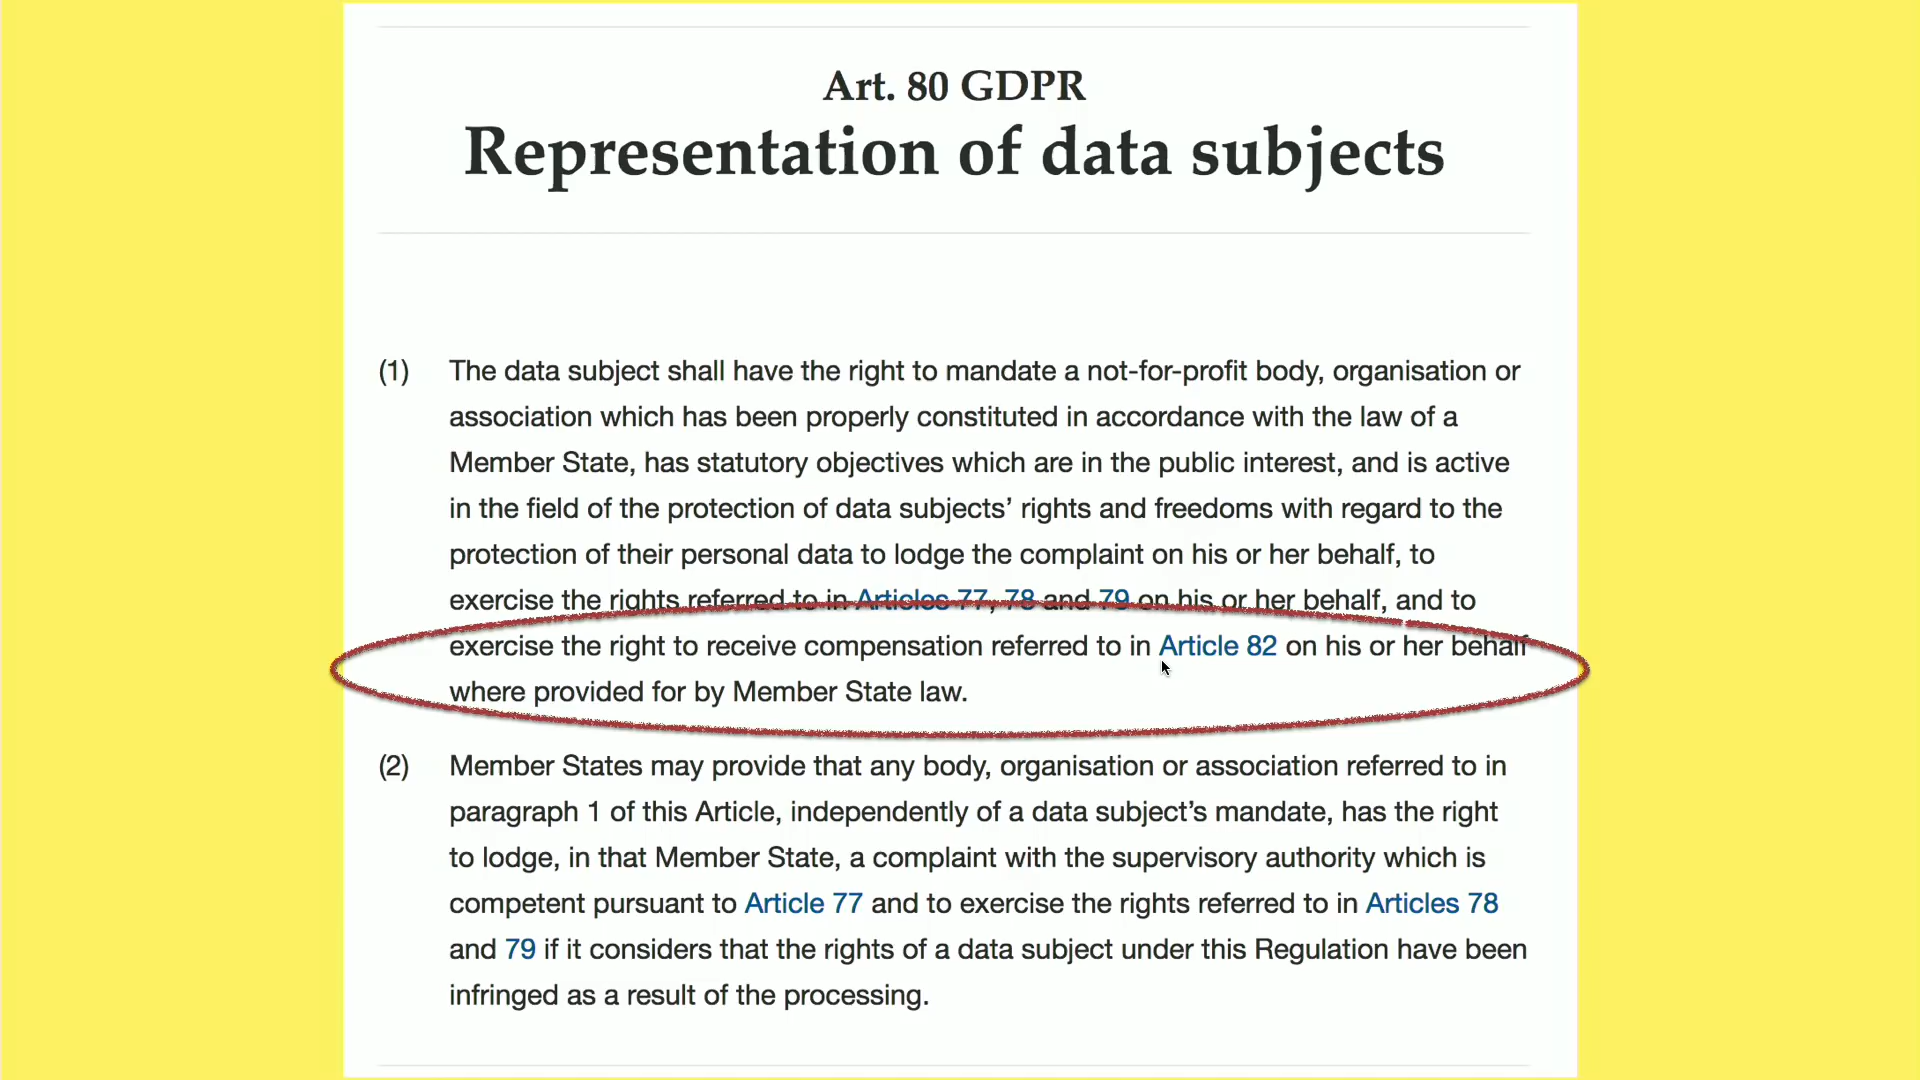 Art. 80 GDPR
Representation of data subjects
(1) The data subject shall have the right to mandate a not-for-profit body, organisation or
association which has been properly constituted in accordance with the law of a
Member State, has statutory objectives which are in the public interest, and is active
in the field of the protection of data subjects’ rights and freedoms with regard to the
protection of their personal data to lodge the complaint on his or her behalf, to
exercise the rights referred to in Articles 77, 78 and 79 on his or her behalf, and to
exercise the right to receive compensation referred to in Article 82 on his or her behalf
where provided for by Member State law.
(2) Member States may provide that any body, organisation or association referred to in
paragraph 1 of this Article, independently of a data subject’s mandate, has the right
to lodge, in that Member State, a complaint with the supervisory authority which is
competent pursuant to Article 77 and to exercise the rights referred to in Articles 78
and 79 if it considers that the rights of a data subject under this Regulation have been
infringed as a result of the processing.